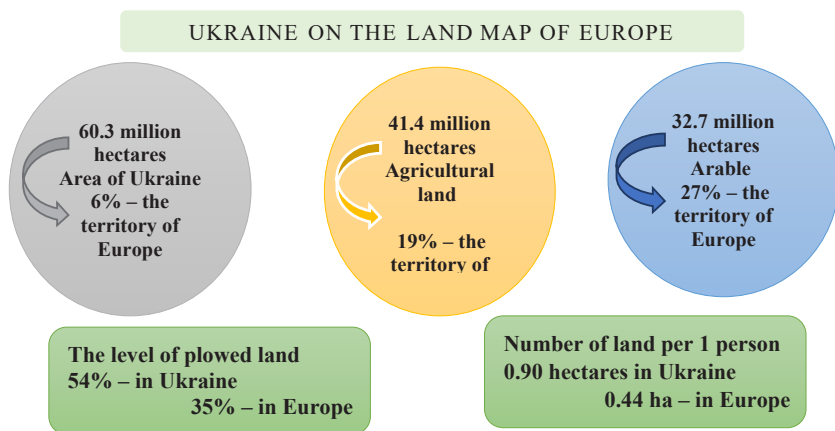 UKRAINE ON THE LAND MAP OF EUROPE
60.3 million
hectares
Area of Ukraine
6% – the
territory of
Europe
41.4 million
hectares
Agricultural
land
19% – the
territory of
32.7 million
hectares
Arable
27% – the
territory of
Europe
The level of plowed land
54% – in Ukraine
35% – in Europe
Number of land per 1 person
0.90 hectares in Ukraine
0.44 ha – in Europe